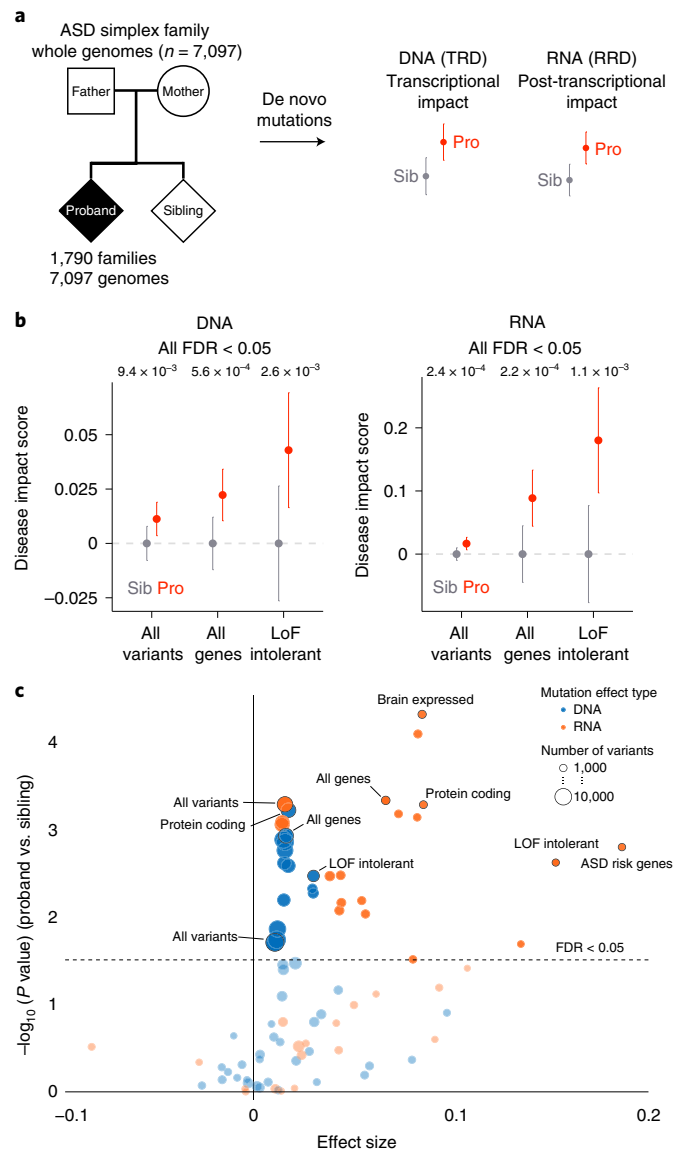 a
ASD simplex family
whole genomes (n = 7,097)
Father
Mother
Proband
Sibling
1,790 families
7,097 genomes
De novo
mutations
DNA (TRD)
Transcriptional
impact
Pro
Sib
RNA (RRD)
Post-transcriptional
impact
Pro
Sib
b
DNA
All FDR < 0.05
9.4 × 10⁻³ 5.6 × 10⁻⁴ 2.6 × 10⁻³
Disease impact score
0.05
0.025
0
–0.025
Sib Pro
All
variants
All
genes
LoF
intolerant
RNA
All FDR < 0.05
2.4 × 10⁻⁴ 2.2 × 10⁻⁴ 1.1 × 10⁻³
Disease impact score
0.2
0.1
0
Sib Pro
All
variants
All
genes
LoF
intolerant
c
–log₁₀ (P value) (proband vs. sibling)
4
3
2
1
0
Brain expressed
All genes
Protein coding
All variants
Protein coding
All genes
LOF intolerant
All variants
LOF intolerant
ASD risk genes
FDR < 0.05
Mutation effect type
DNA
RNA
Number of variants
1,000
10,000
–0.1
0
0.1
0.2
Effect size